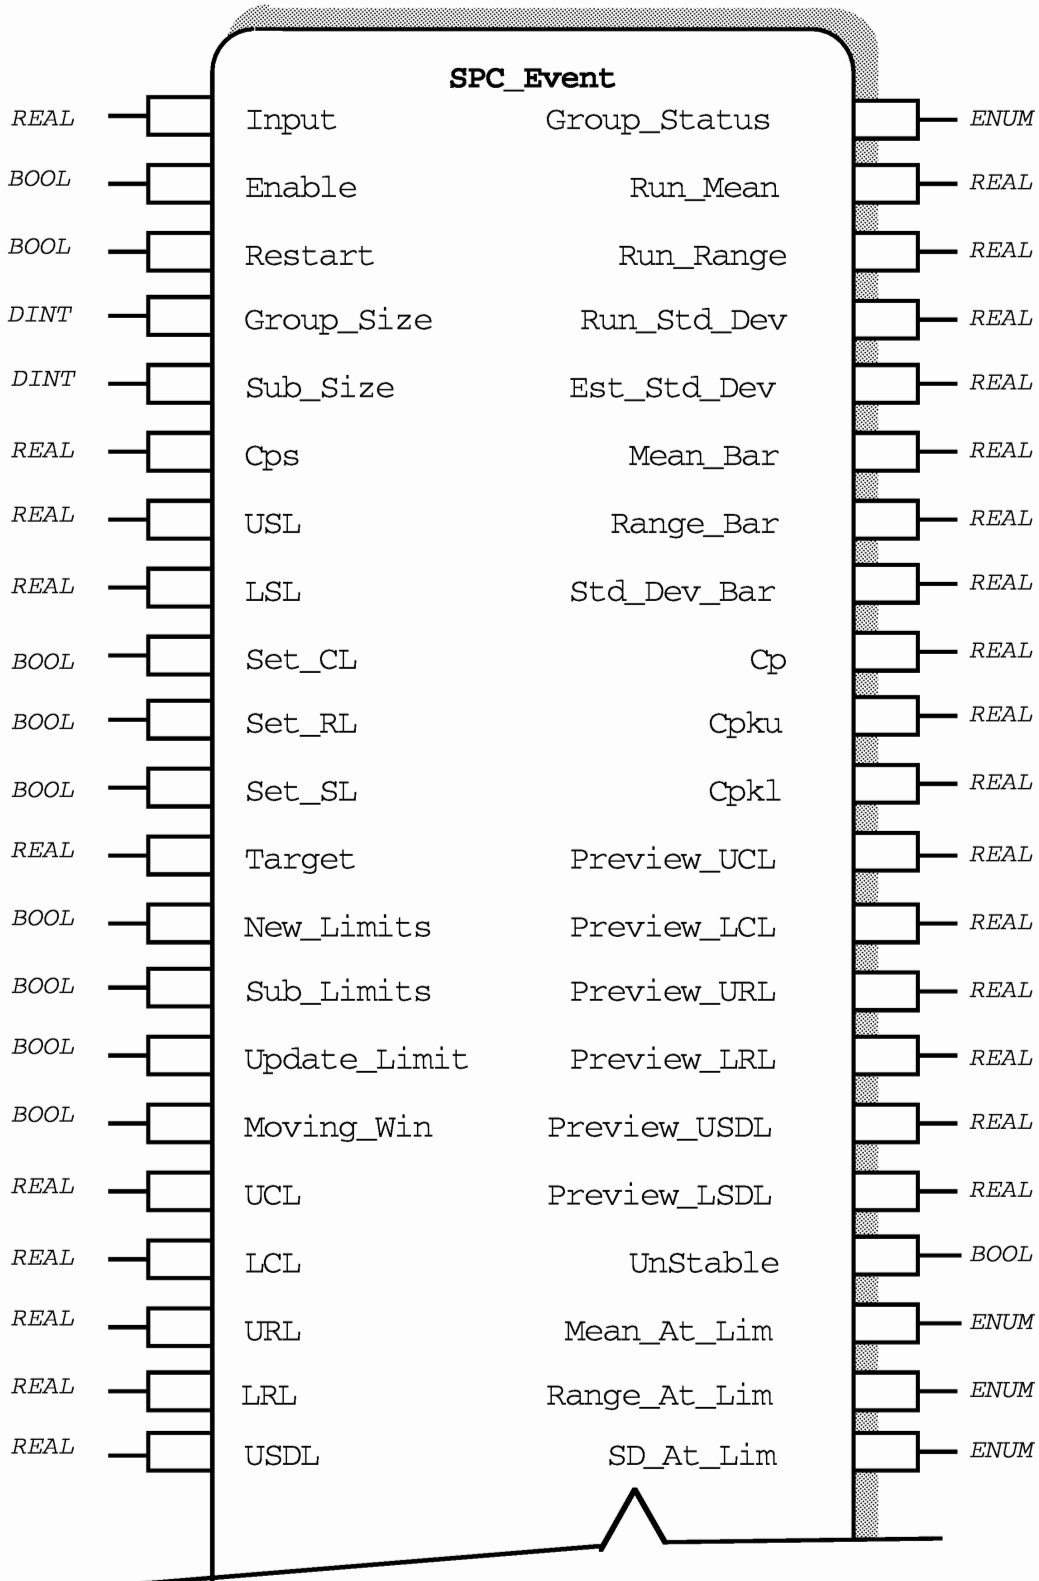 SPC_Event
REAL Input Group_Status ENUM
BOOL Enable Run_Mean REAL
BOOL Restart Run_Range REAL
DINT Group_Size Run_Std_Dev REAL
DINT Sub_Size Est_Std_Dev REAL
REAL Cps Mean_Bar REAL
REAL USL Range_Bar REAL
REAL LSL Std_Dev_Bar REAL
BOOL Set_CL Cp REAL
BOOL Set_RL Cpku REAL
BOOL Set_SL Cpkl REAL
REAL Target Preview_UCL REAL
BOOL New_Limits Preview_LCL REAL
BOOL Sub_Limits Preview_URL REAL
BOOL Update_Limit Preview_LRL REAL
BOOL Moving_Win Preview_USDL REAL
REAL UCL Preview_LSDL REAL
REAL LCL UnStable BOOL
REAL URL Mean_At_Lim ENUM
REAL LRL Range_At_Lim ENUM
REAL USDL SD_At_Lim ENUM